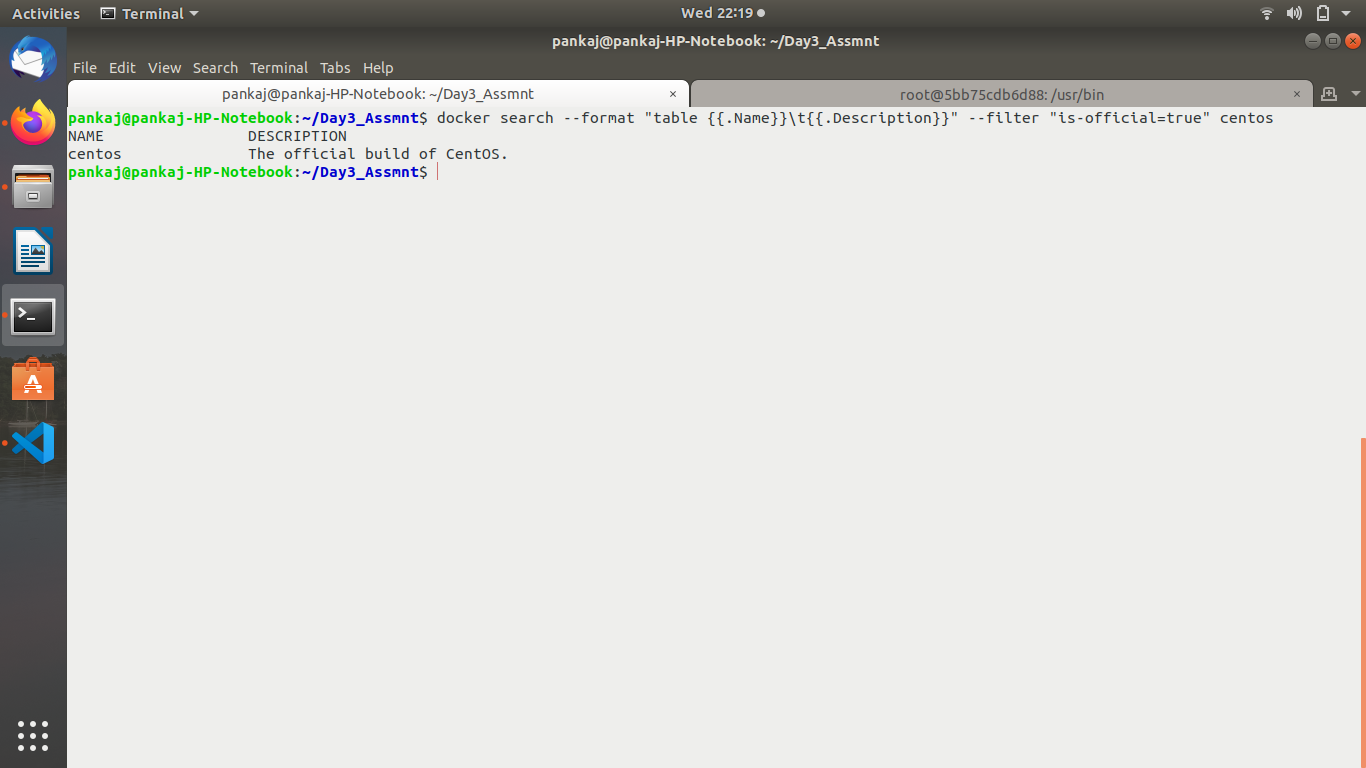 Activities Terminal Wed 22:19
pankaj@pankaj-HP-Notebook: ~/Day3_Assmnt
File Edit View Search Terminal Tabs Help
pankaj@pankaj-HP-Notebook: ~/Day3_Assmnt × root@5bb75cdb6d88: /usr/bin ×
pankaj@pankaj-HP-Notebook:~/Day3_Assmnt$ docker search --format "table {{.Name}}\t{{.Description}}" --filter "is-official=true" centos
NAME                DESCRIPTION
centos              The official build of CentOS.
pankaj@pankaj-HP-Notebook:~/Day3_Assmnt$